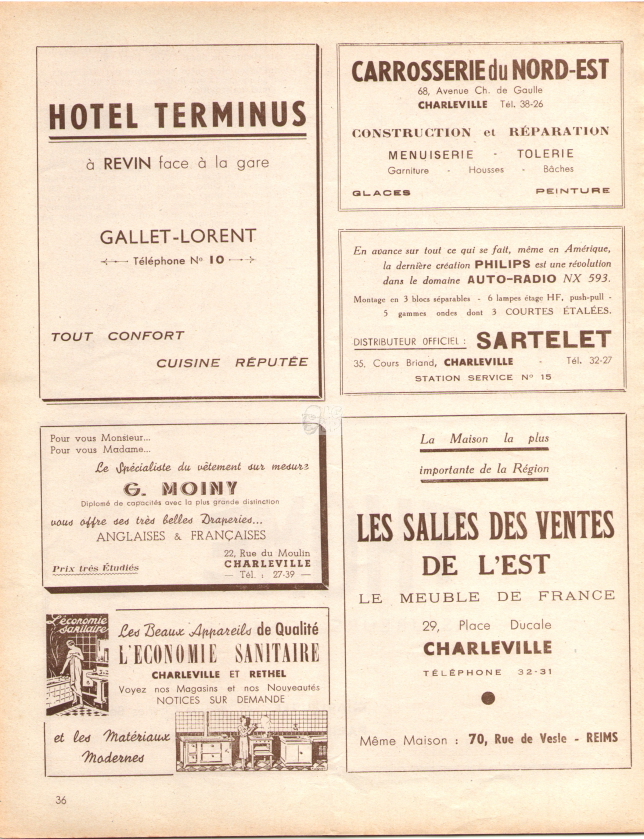 HOTEL TERMINUS
à REVIN face à la gare
GALLET-LORENT
Téléphone Nº 10
TOUT CONFORT
CUISINE RÉPUTÉE
CARROSSERIE du NORD-EST
68, Avenue Ch. de Gaulle
CHARLEVILLE Tél. 38-26
CONSTRUCTION et RÉPARATION
MENUISERIE - TOLERIE
Garniture - Housses - Bâches
GLACES PEINTURE
En avance sur tout ce qui se fait, même en Amérique,
la dernière création PHILIPS est une révolution
dans le domaine AUTO-RADIO NX 593.
Montage en 3 blocs séparables - 6 lampes étage HF, push-pull -
5 gammes ondes dont 3 COURTES ÉTALÉES.
DISTRIBUTEUR OFFICIEL : SARTELET
35, Cours Briand, CHARLEVILLE - Tél. 32-27
STATION SERVICE Nº 15
Pour vous Monsieur...
Pour vous Madame...
Le Spécialiste du vêtement sur mesure
G. MOINY
Diplomé de capacités avec la plus grande distinction
vous offre ses très belles Draperies...
ANGLAISES & FRANÇAISES
22, Rue du Moulin
CHARLEVILLE
Prix très Étudiés
— Tél. : 27-39 —
La Maison la plus
importante de la Région
LES SALLES DES VENTES
DE L'EST
LE MEUBLE DE FRANCE
29, Place Ducale
CHARLEVILLE
TÉLÉPHONE 32-31
Même Maison : 70, Rue de Vesle - REIMS
L'économie
sanitaire
Les Beaux Appareils de Qualité
L'ECONOMIE SANITAIRE
CHARLEVILLE ET RETHEL
Voyez nos Magasins et nos Nouveautés
NOTICES SUR DEMANDE
et les Matériaux
Modernes
36